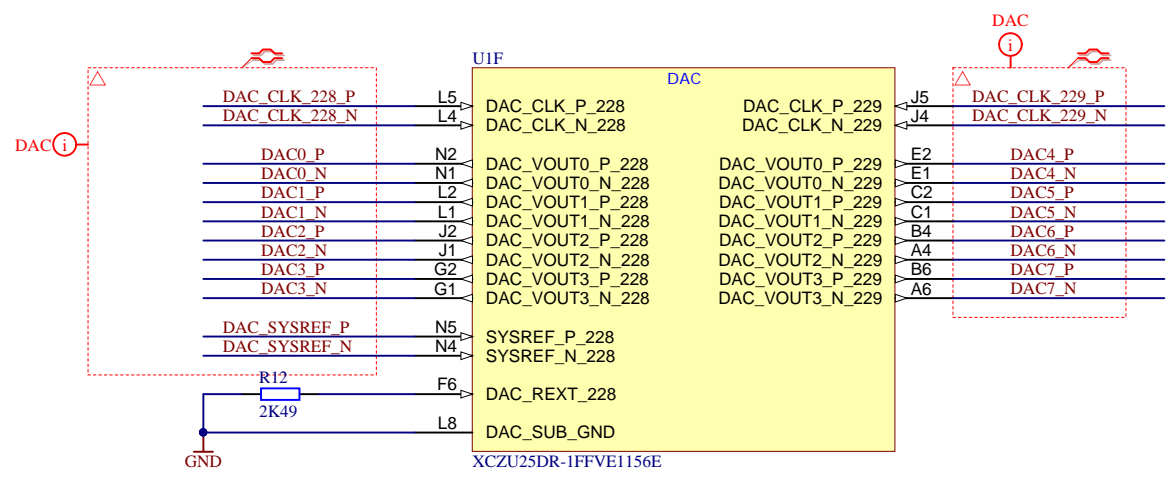 DAC
U1F
DAC
DAC_CLK_228_P L5 DAC_CLK_P_228 DAC_CLK_P_229 J5 DAC_CLK_229_P
DAC_CLK_228_N L4 DAC_CLK_N_228 DAC_CLK_N_229 J4 DAC_CLK_229_N
DAC i
i
DAC0_P N2 DAC_VOUT0_P_228 DAC_VOUT0_P_229 E2 DAC4_P
DAC0_N N1 DAC_VOUT0_N_228 DAC_VOUT0_N_229 E1 DAC4_N
DAC1_P L2 DAC_VOUT1_P_228 DAC_VOUT1_P_229 C2 DAC5_P
DAC1_N L1 DAC_VOUT1_N_228 DAC_VOUT1_N_229 C1 DAC5_N
DAC2_P J2 DAC_VOUT2_P_228 DAC_VOUT2_P_229 B4 DAC6_P
DAC2_N J1 DAC_VOUT2_N_228 DAC_VOUT2_N_229 A4 DAC6_N
DAC3_P G2 DAC_VOUT3_P_228 DAC_VOUT3_P_229 B6 DAC7_P
DAC3_N G1 DAC_VOUT3_N_228 DAC_VOUT3_N_229 A6 DAC7_N
DAC_SYSREF_P N5 SYSREF_P_228
DAC_SYSREF_N N4 SYSREF_N_228
R12
F6 DAC_REXT_228
2K49
L8 DAC_SUB_GND
GND
XCZU25DR-1FFVE1156E